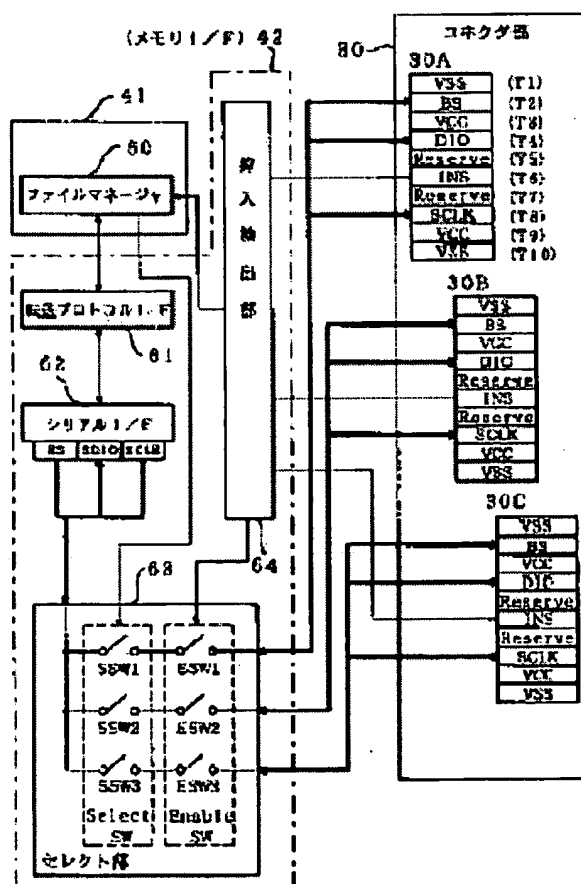 (メモリI/F) 42
コネクタ部
80
30A
VSS (T1)
BS (T2)
VCC (T3)
DIO (T4)
Reserve (T5)
INS (T6)
Reserve (T7)
SCLK (T8)
VCC (T9)
VSS (T10)
41
60
ファイルマネージャ
挿入抽出部
転送プロトコルI/F
61
62
シリアルI/F
BS SDIO SCLK
30B
VSS
BS
VCC
DIO
Reserve
INS
Reserve
SCLK
VCC
VSS
30C
VSS
BS
VCC
DIO
Reserve
INS
Reserve
SCLK
VCC
VSS
63
64
SSW1 ESW1
SSW2 ESW2
SSW3 ESW3
Select SW
Enable SW
セレクト部